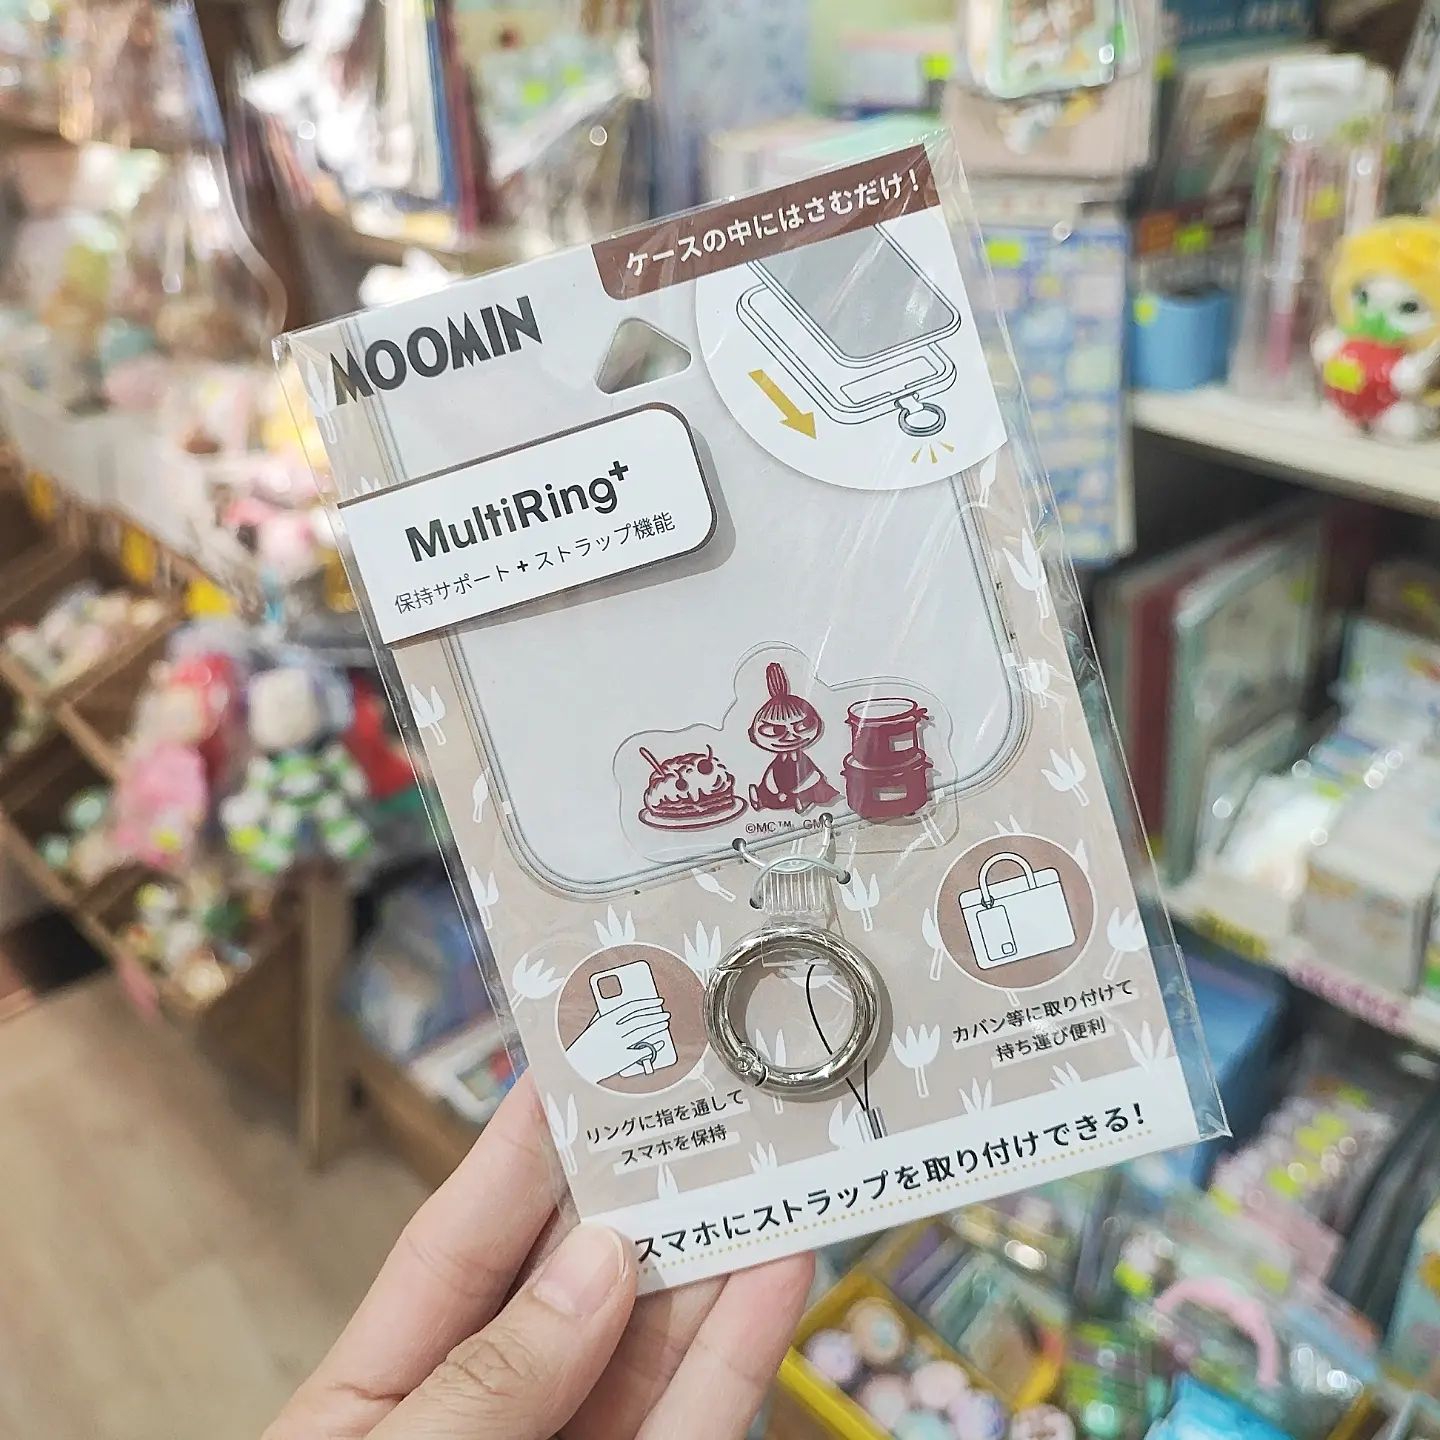 ケースの中にはさむだけ!
MOOMIN
MultiRing+
保持サポート+ストラップ機能
©MC™ GMC
カバン等に取り付けて
持ち運び便利
リングに指を通して
スマホを保持
スマホにストラップを取り付けできる!